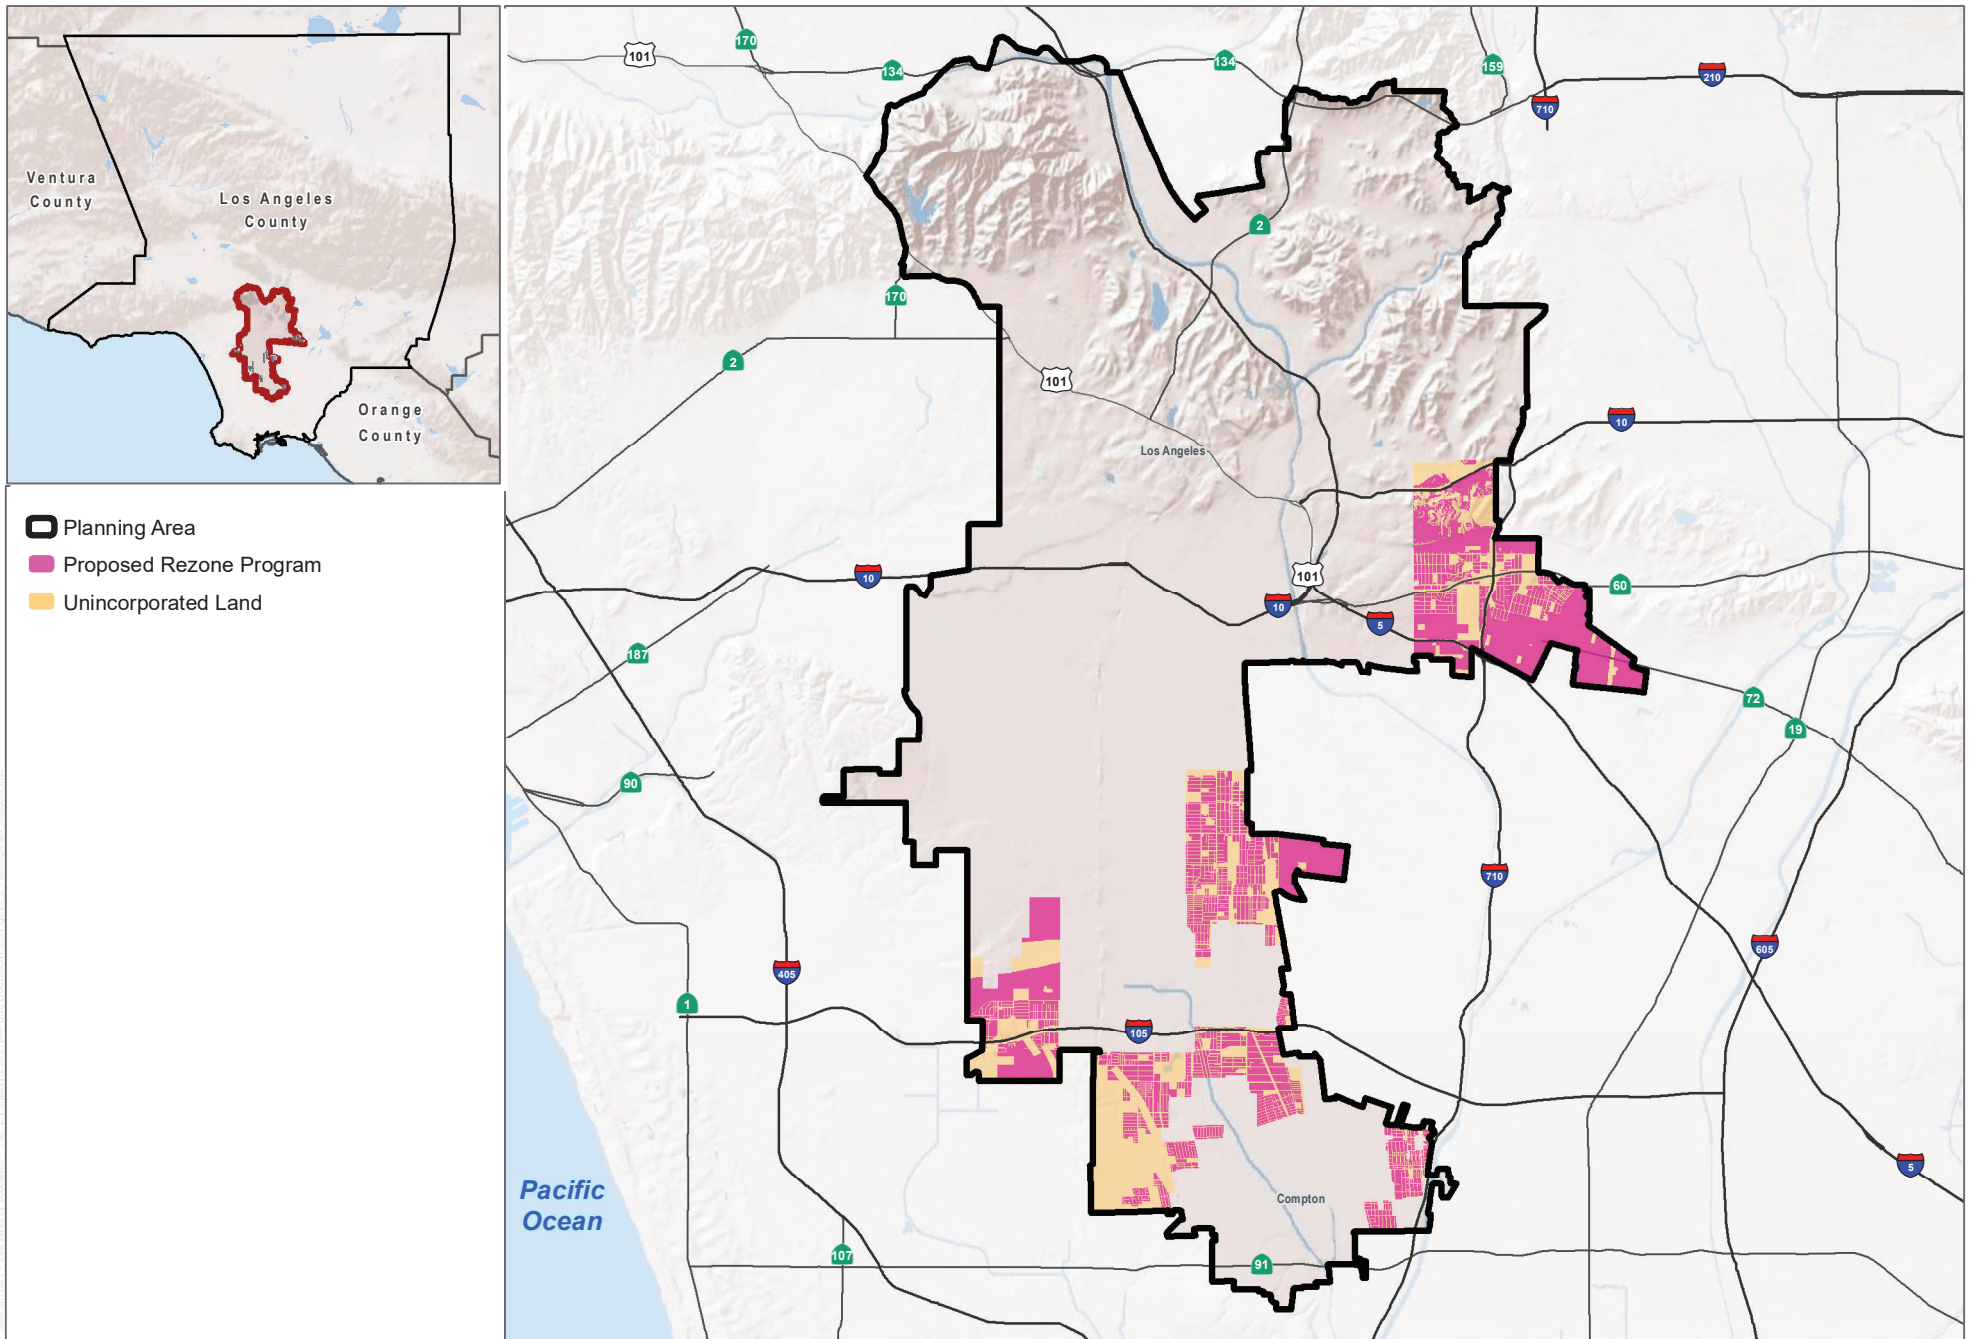 Ventura
County
Los Angeles
County
Orange
County
Planning Area
Proposed Rezone Program
Unincorporated Land
170
101
134
134
159
210
710
2
170
2
101
10
Los Angeles
10
101
10
5
60
187
72
19
90
710
605
405
1
105
5
Pacific
Ocean
Compton
107
91